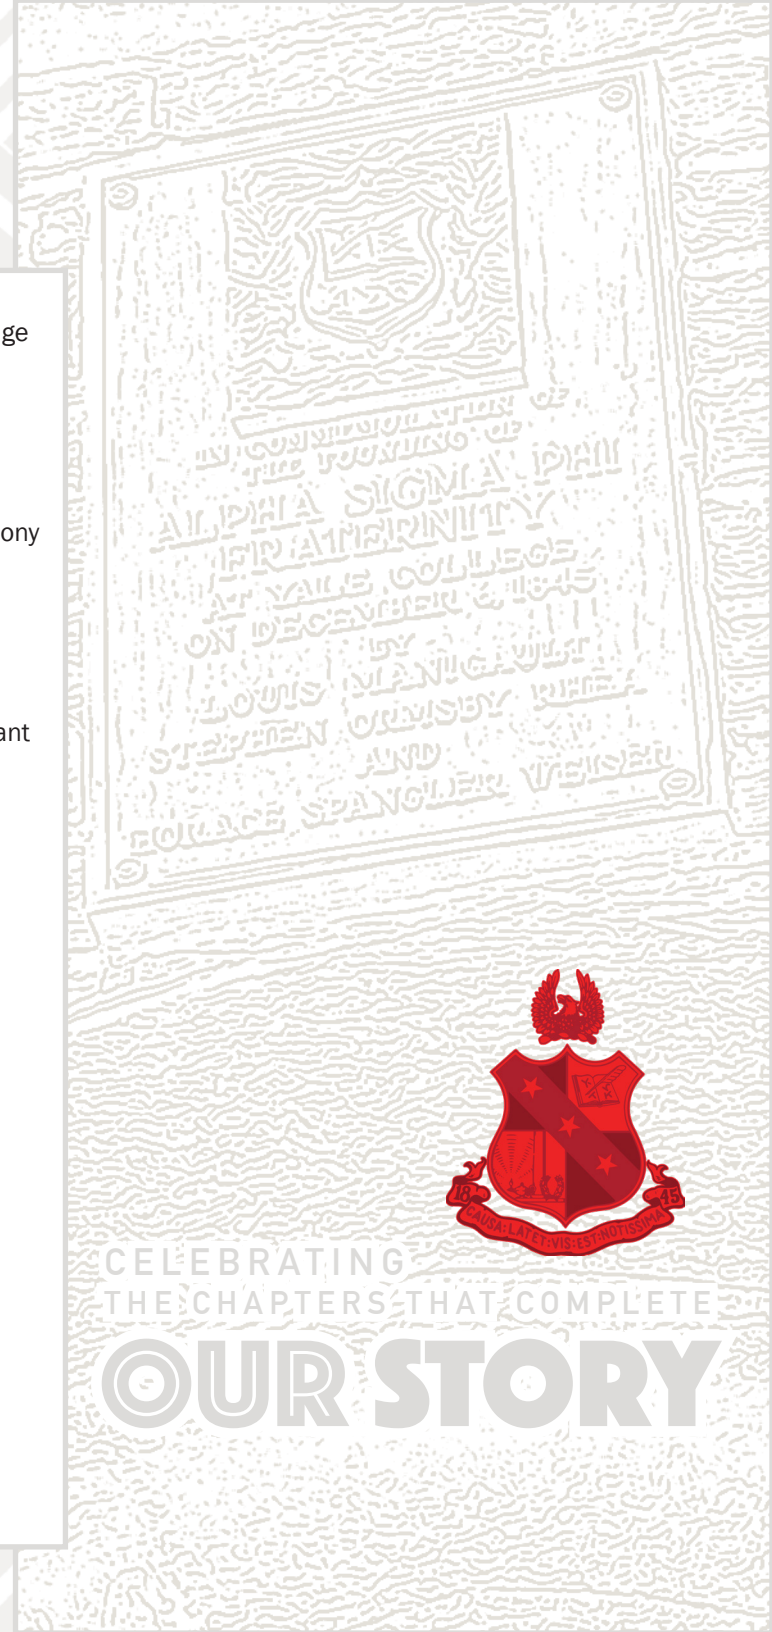 ge
ony
ant
IN COMMEMORATION OF
THE FOUNDING OF
ALPHA SIGMA PHI
FRATERNITY
AT YALE COLLEGE
ON DECEMBER 6, 1845
BY
LOUIS MANIGAULT
STEPHEN ORMSBY RHEA
AND
HORACE SPANGLER WEISER
18 45
CAUSA:LATET:VIS:EST:NOTISSIMA
CELEBRATING
THE CHAPTERS THAT COMPLETE
OUR STORY